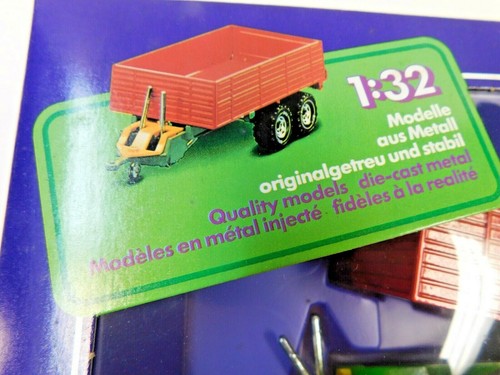 1:32
Modelle
aus Metall
originalgetreu und stabil
Quality models die-cast metal
Modèles en métal injecté fidèles à la realité